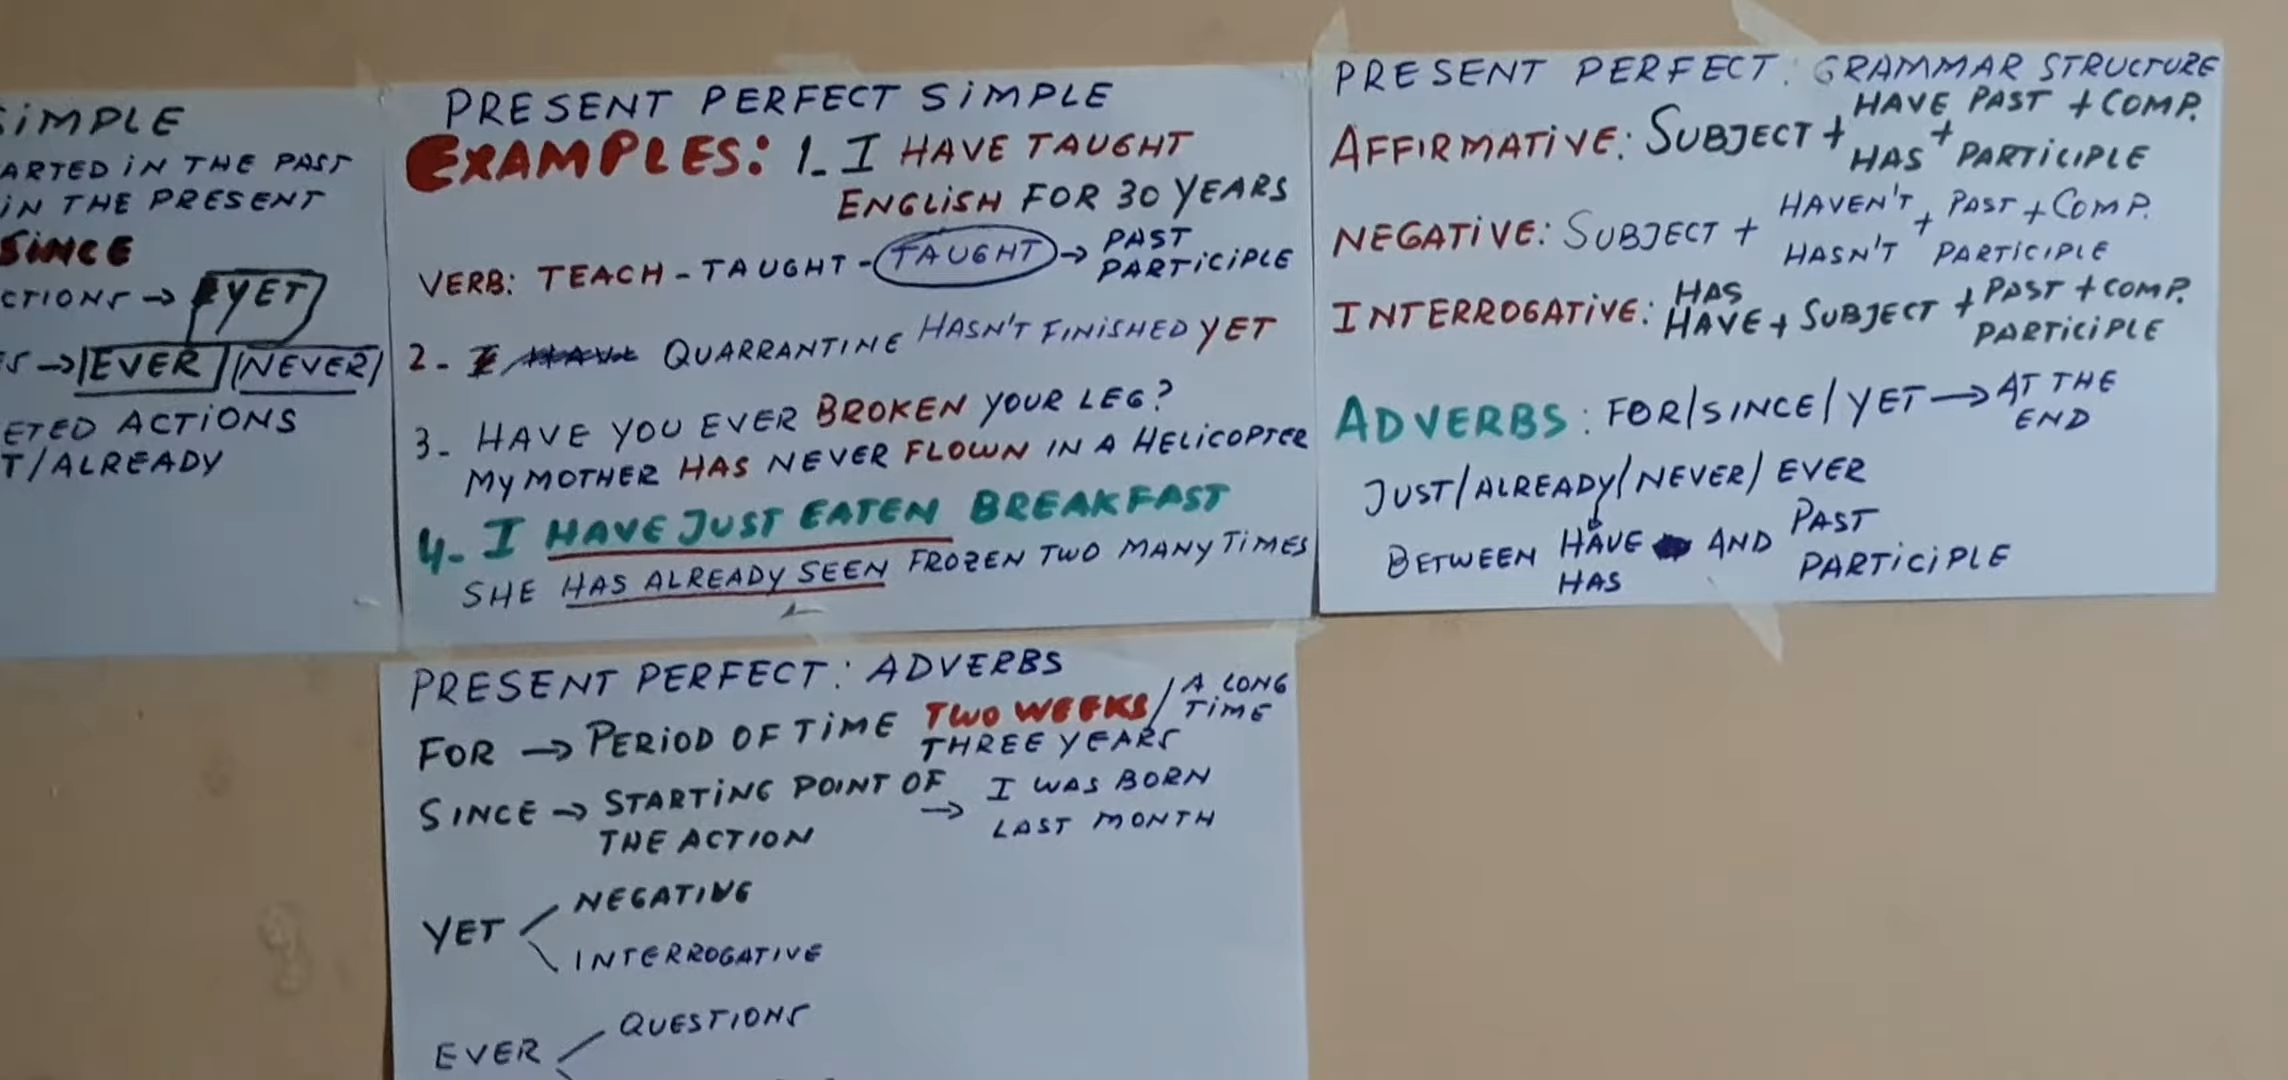 SIMPLE
ARTED IN THE PAST
IN THE PRESENT
SINCE
CTIONS → YET
S → EVER / NEVER
ETED ACTIONS
T/ALREADY
PRESENT PERFECT SIMPLE
EXAMPLES: 1_ I HAVE TAUGHT
ENGLISH FOR 30 YEARS
VERB: TEACH - TAUGHT - TAUGHT → PAST
PARTICIPLE
2 - QUARRANTINE HASN'T FINISHED YET
3 - HAVE YOU EVER BROKEN YOUR LEG?
MY MOTHER HAS NEVER FLOWN IN A HELICOPTER
4 - I HAVE JUST EATEN BREAKFAST
SHE HAS ALREADY SEEN FROZEN TWO MANY TIMES
PRESENT PERFECT: GRAMMAR STRUCTURE
HAVE PAST + COMP.
AFFIRMATIVE: SUBJECT + +
HAS PARTICIPLE
HAVEN'T PAST + COMP.
NEGATIVE: SUBJECT + +
HASN'T PARTICIPLE
HAS PAST + COMP.
INTERROGATIVE: HAVE + SUBJECT +
PARTICIPLE
ADVERBS: FOR/SINCE/YET → AT THE
END
JUST/ALREADY/NEVER/EVER
BETWEEN HAVE AND PAST
HAS PARTICIPLE
PRESENT PERFECT: ADVERBS
FOR → PERIOD OF TIME TWO WEEKS / A LONG
TIME
THREE YEARS
SINCE → STARTING POINT OF → I WAS BORN
THE ACTION LAST MONTH
NEGATIVE
YET
INTERROGATIVE
QUESTIONS
EVER